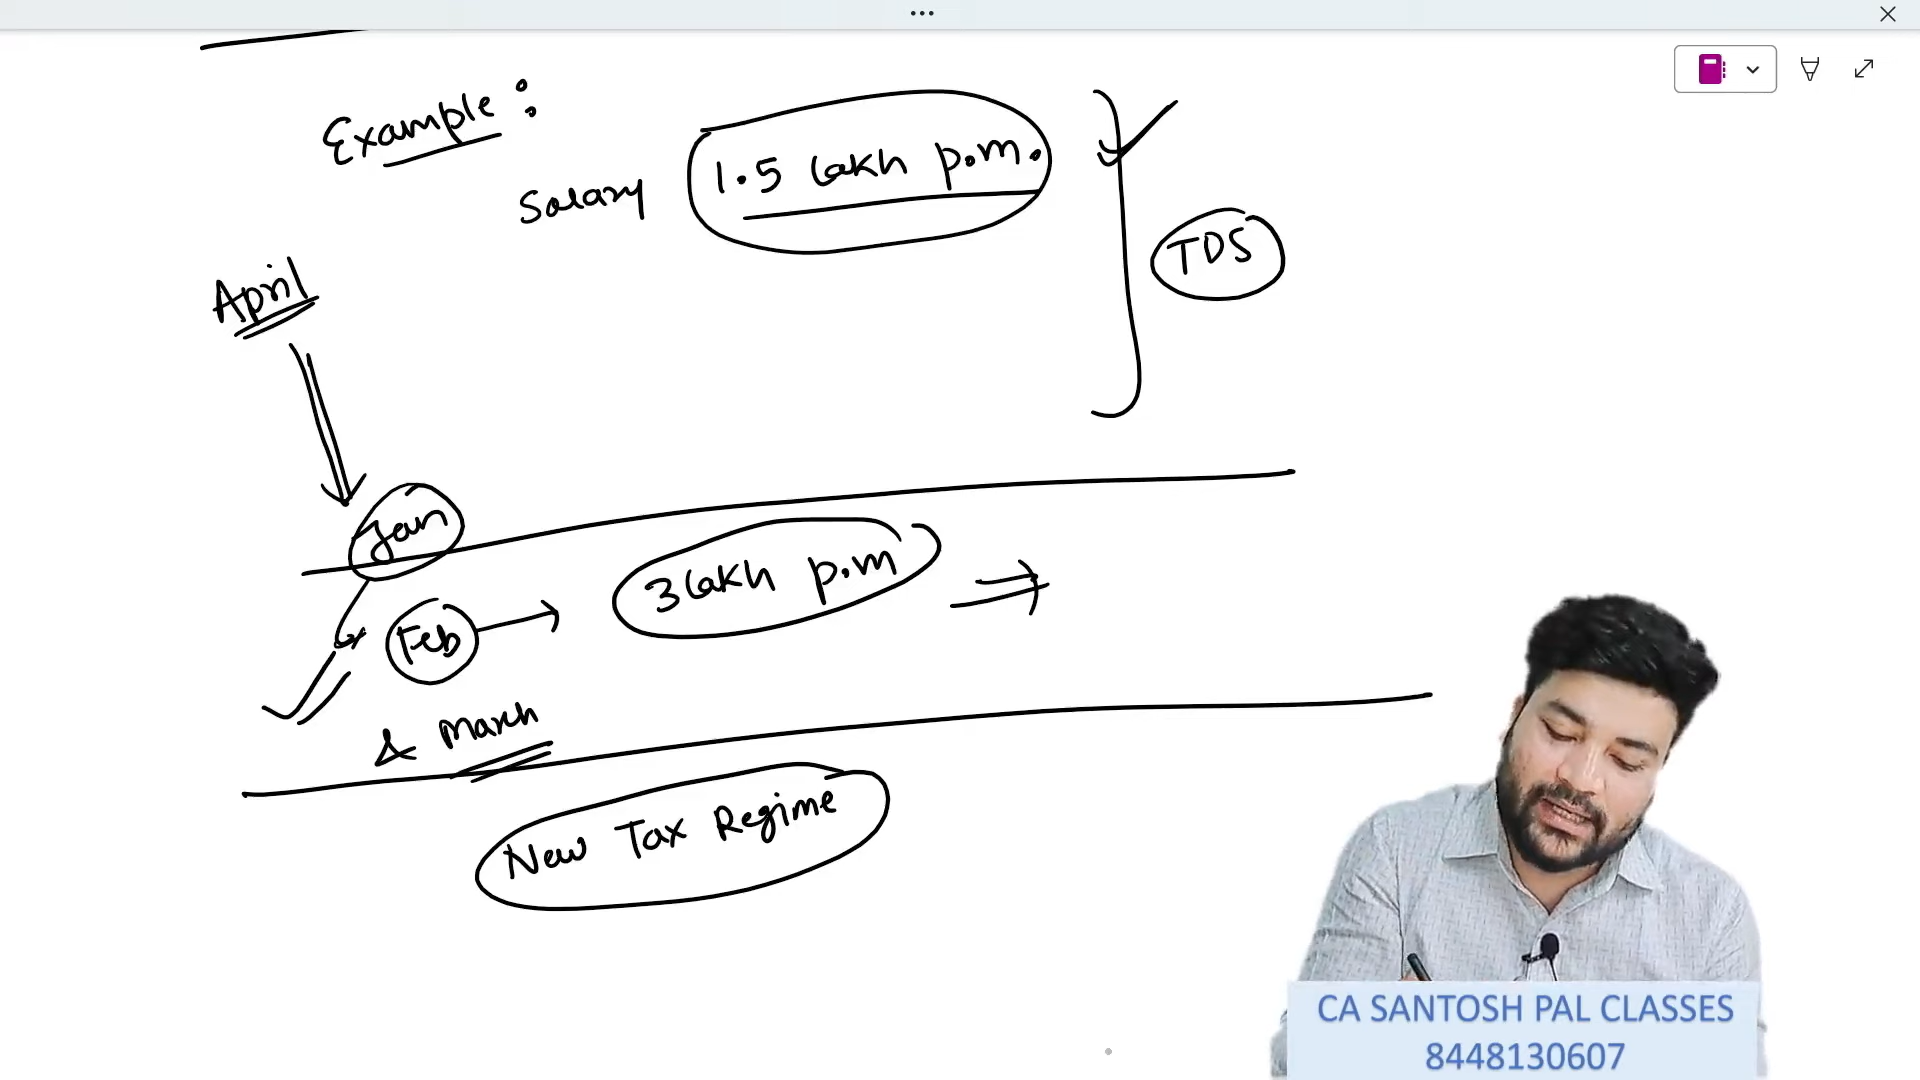 Example :
Salary 1.5 Lakh p.m.
TDS
April
Jan
Feb 3 Lakh p.m
& March
New Tax Regime
CA SANTOSH PAL CLASSES
8448130607